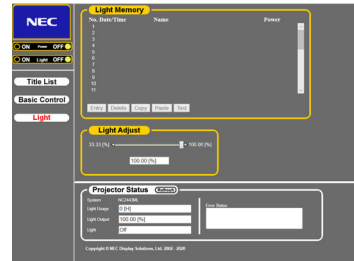 NEC
ON Power OFF
ON Light OFF
Title List
Basic Control
Light
Light Memory
No. Date/Time Name Power
1
2
3
4
5
6
7
8
9
10
11
Entry Delete Copy Paste Test
Light Adjust
33.33 [%] 100.00 [%]
100.00 [%]
Projector Status (Refresh)
System NC2443ML
Light Usage 0 [H]
Light Output 100.00 [%]
Light Off
Error Status
Copyright © NEC Display Solutions, Ltd. 2002 - 2020